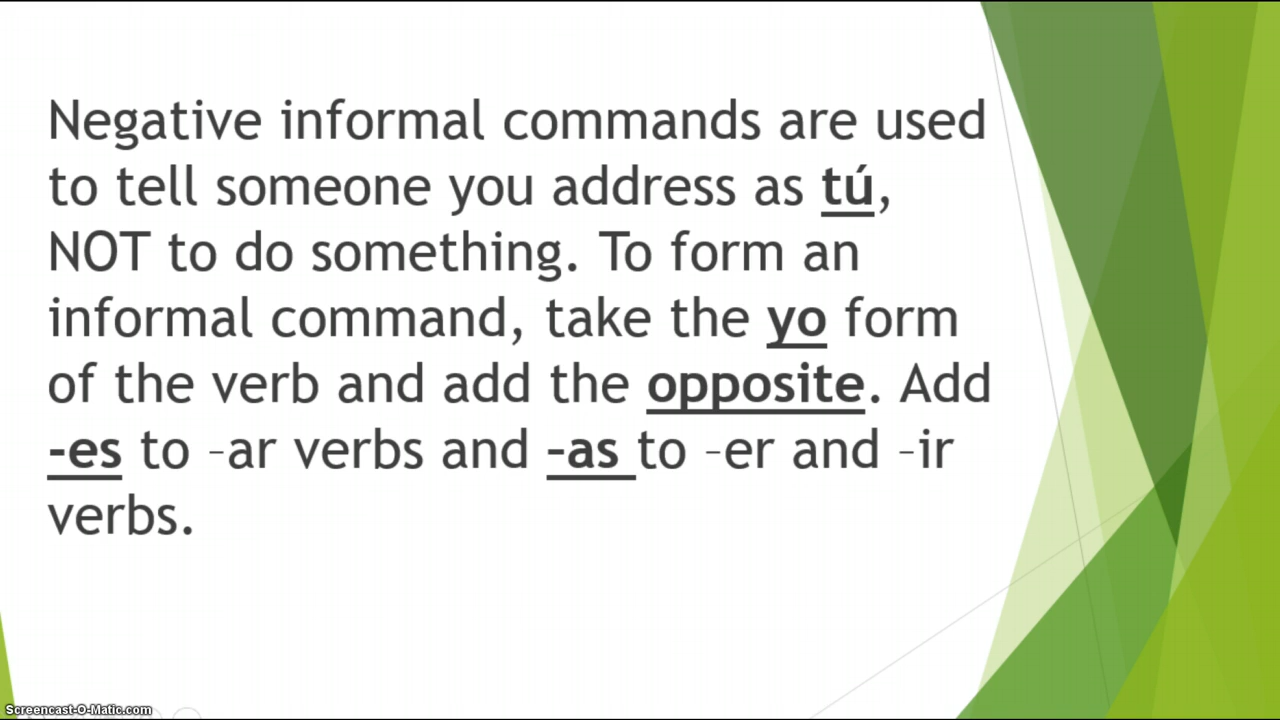 Negative informal commands are used
to tell someone you address as tú,
NOT to do something. To form an
informal command, take the yo form
of the verb and add the opposite. Add
-es to -ar verbs and -as to -er and -ir
verbs.
Screencast-O-Matic.com